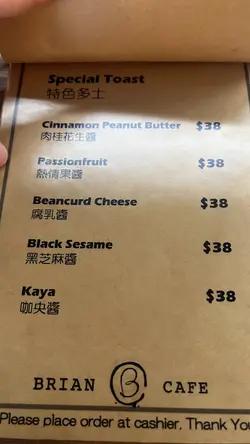 Special Toast
特色多士
Cinnamon Peanut Butter $38
肉桂花生醬
Passionfruit $38
熱情果醬
Beancurd Cheese $38
腐乳醬
Black Sesame $38
黑芝麻醬
Kaya $38
咖央醬
BRIAN B CAFE
Please place order at cashier. Thank Yo